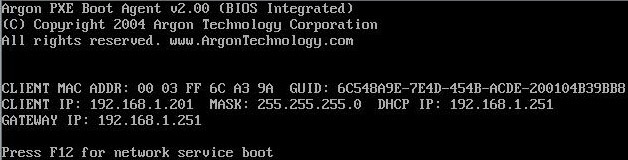 Argon PXE Boot Agent v2.00 (BIOS Integrated)
(C) Copyright 2004 Argon Technology Corporation
All rights reserved. www.ArgonTechnology.com
CLIENT MAC ADDR: 00 03 FF 6C A3 9A  GUID: 6C548A9E-7E4D-454B-ACDE-200104B39BB8
CLIENT IP: 192.168.1.201  MASK: 255.255.255.0  DHCP IP: 192.168.1.251
GATEWAY IP: 192.168.1.251
Press F12 for network service boot